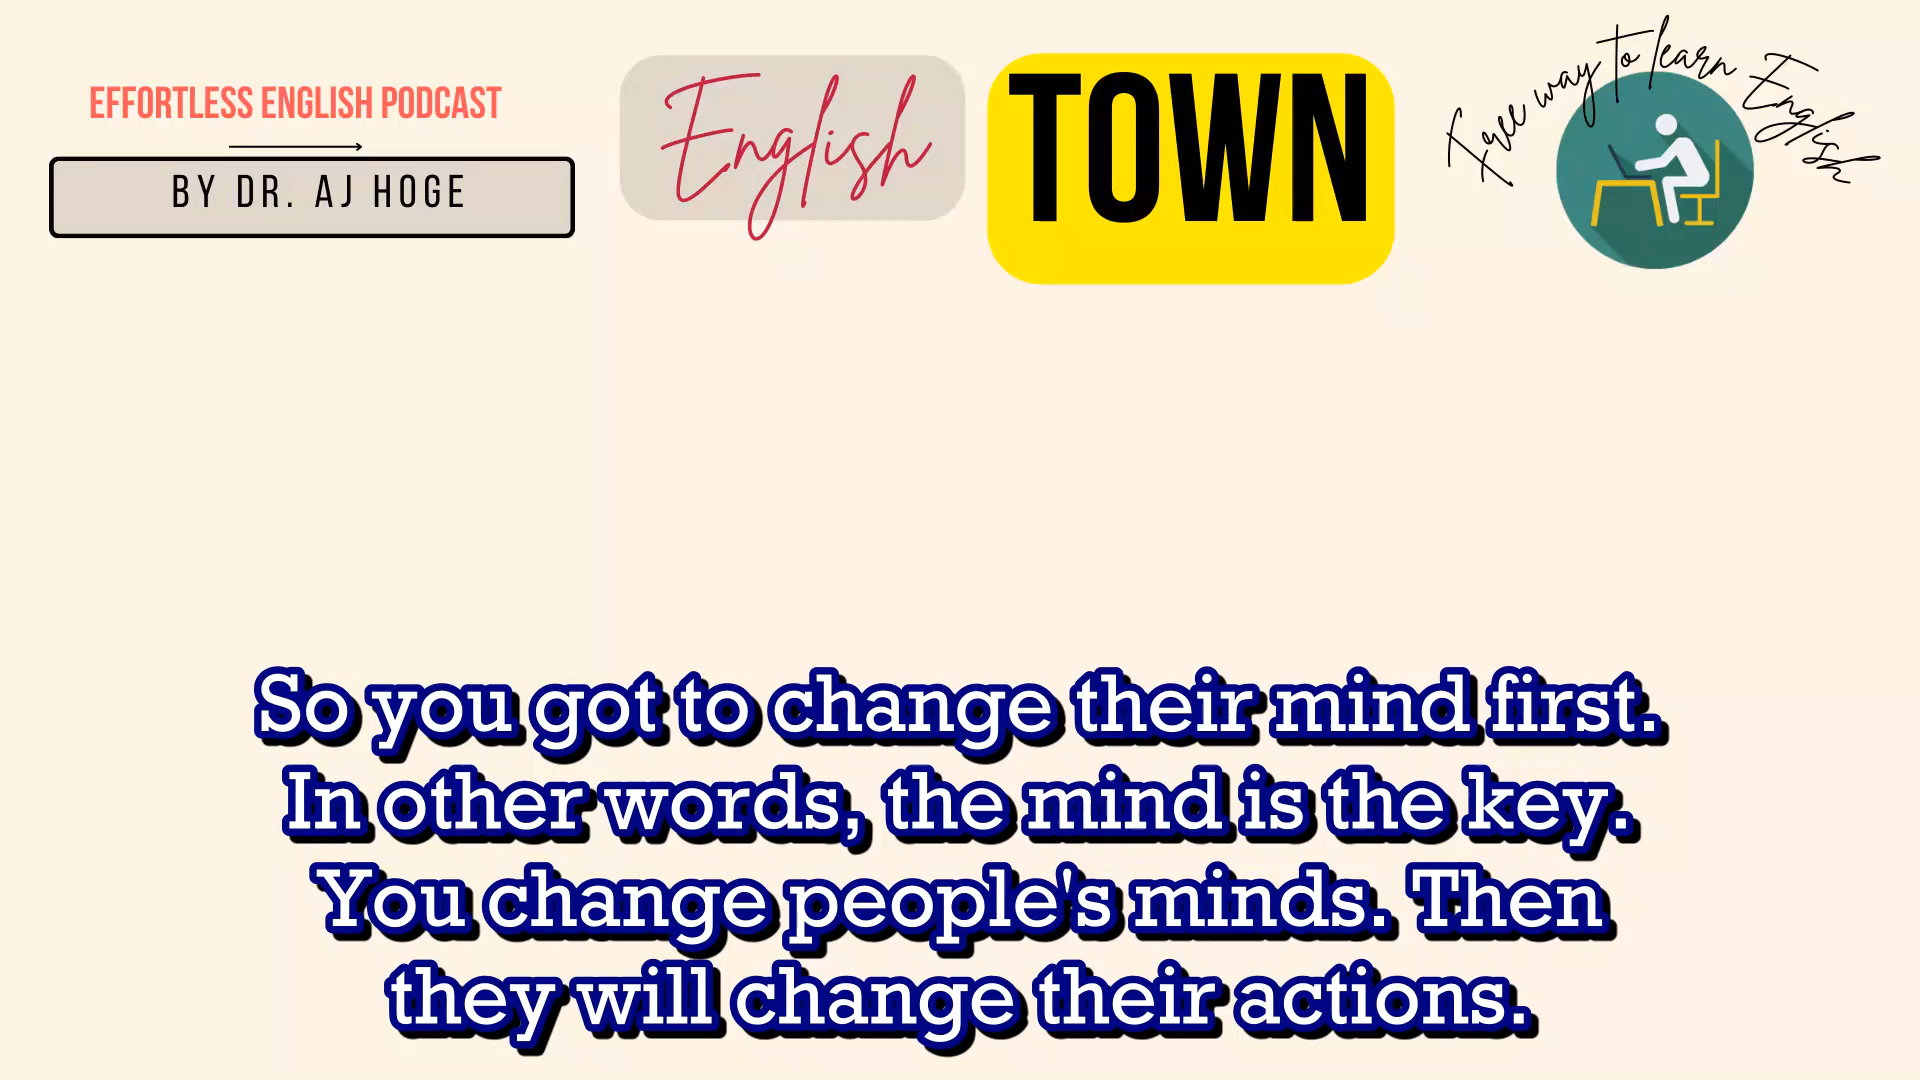 EFFORTLESS ENGLISH PODCAST
BY DR. AJ HOGE
English
TOWN
Free way to learn English
So you got to change their mind first.
In other words, the mind is the key.
You change people's minds. Then
they will change their actions.